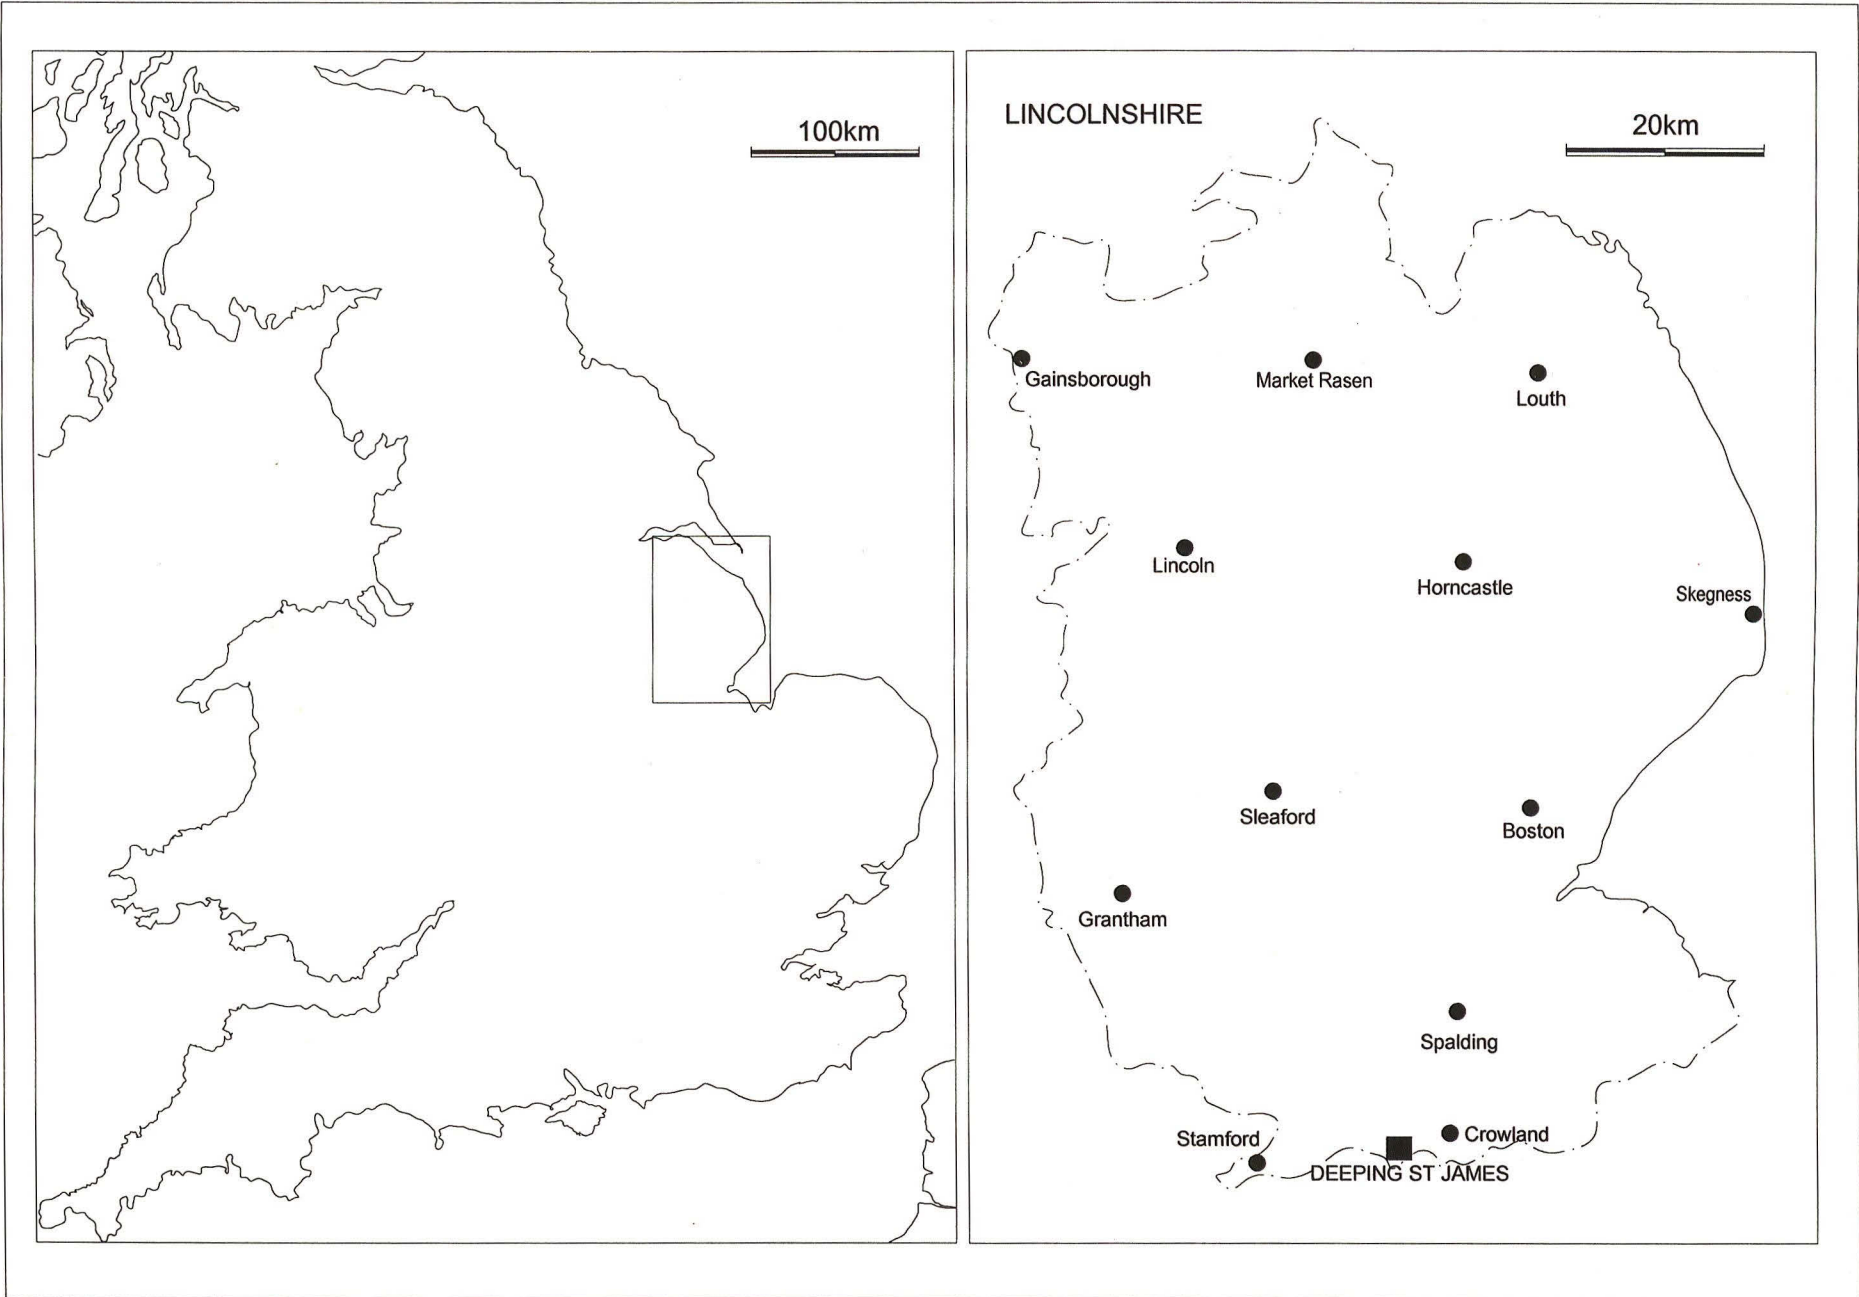 100km
LINCOLNSHIRE
20km
Gainsborough
Market Rasen
Louth
Lincoln
Horncastle
Skegness
Sleaford
Boston
Grantham
Spalding
Stamford
Crowland
DEEPING ST JAMES